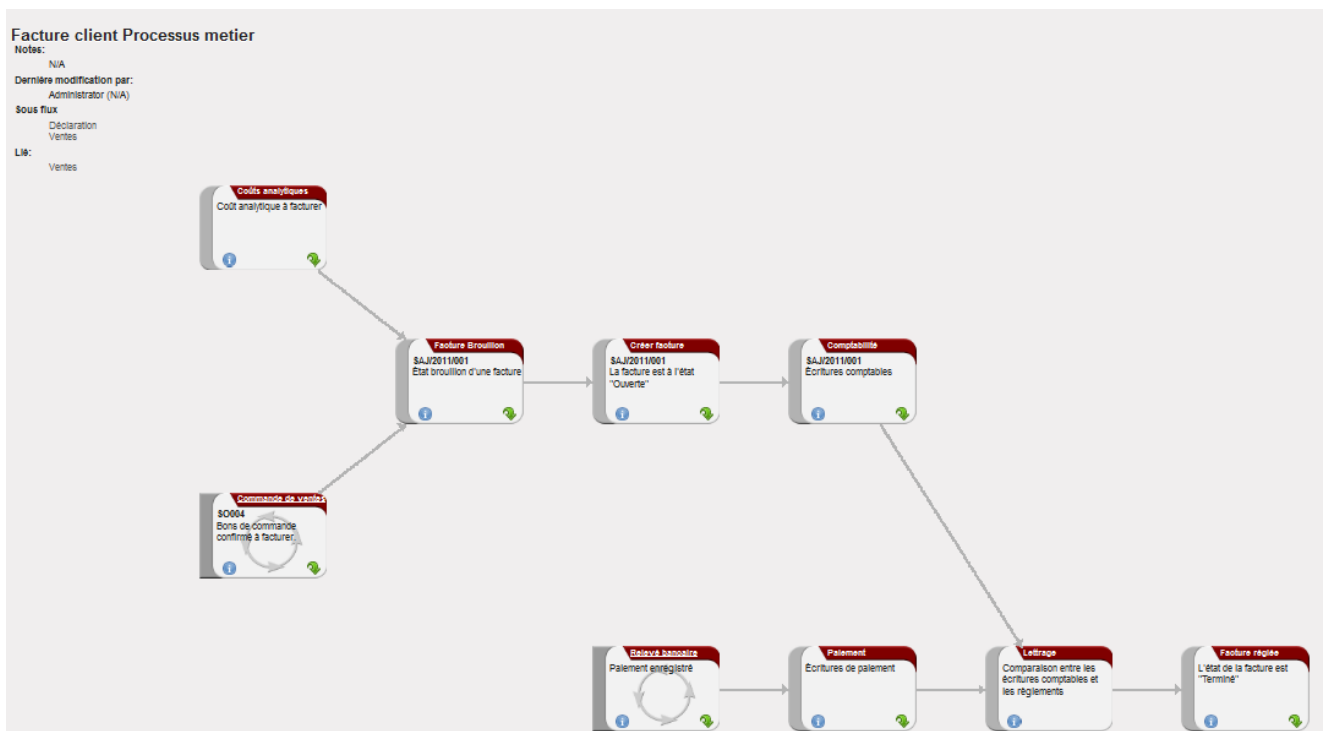 Facture client Processus metier
Notes:
N/A
Dernière modification par:
Administrator (N/A)
Sous flux
Déclaration
Ventes
Lié:
Ventes
Coûts analytiques
Coût analytique à facturer
Facture Brouillon
SAJ/2011/001
État brouillon d'une facture
Créer facture
SAJ/2011/001
La facture est à l'état
"Ouverte"
Comptabilité
SAJ/2011/001
Écritures comptables
Commande de ventes
SO004
Bons de commande
confirmé à facturer.
Relevé bancaire
Paiement enregistré
Paiement
Écritures de paiement
Lettrage
Comparaison entre les
écritures comptables et
les règlements
Facture réglée
L'état de la facture est
"Terminé"